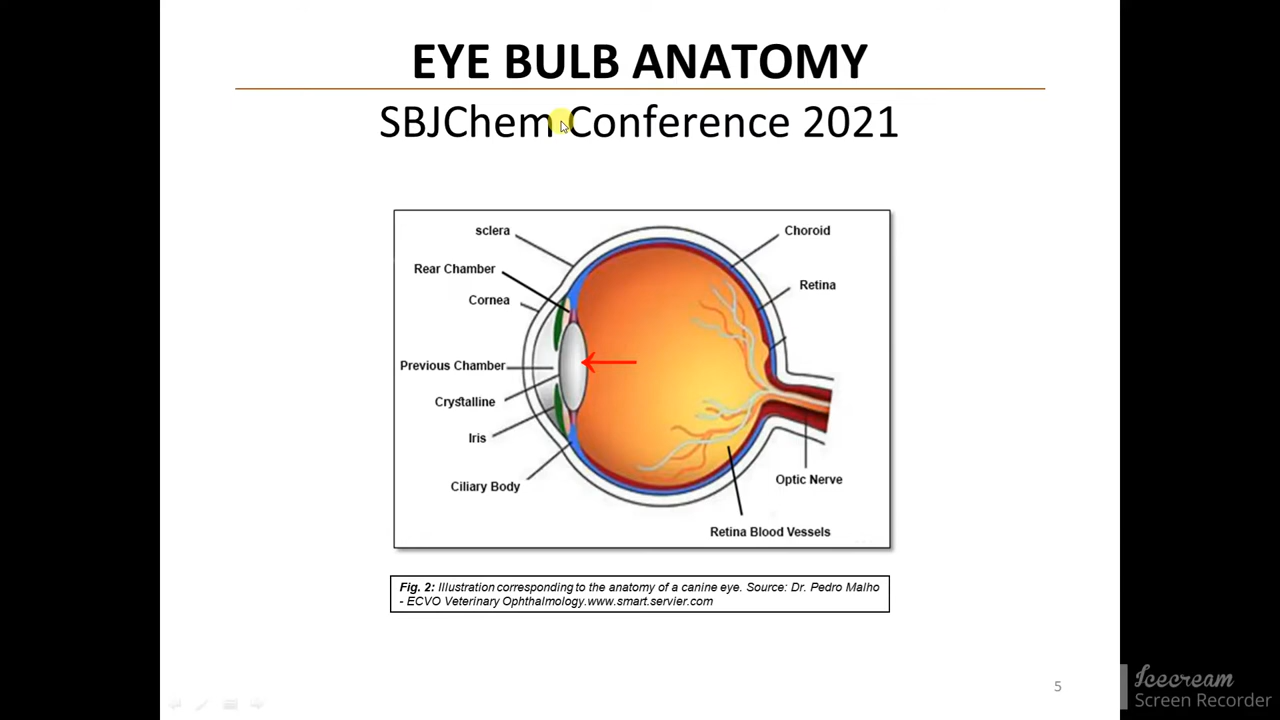 EYE BULB ANATOMY
SBJChem Conference 2021
sclera
Rear Chamber
Cornea
Previous Chamber
Crystalline
Iris
Ciliary Body
Choroid
Retina
Optic Nerve
Retina Blood Vessels
Fig. 2: Illustration corresponding to the anatomy of a canine eye. Source: Dr. Pedro Malho
- ECVO Veterinary Ophthalmology.www.smart.servier.com
5
Icecream
Screen Recorder